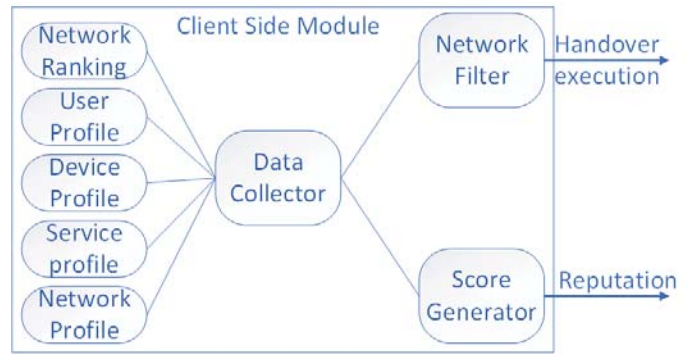 Client Side Module
Network
Ranking
User
Profile
Device
Profile
Service
profile
Network
Profile
Data
Collector
Network
Filter
Handover
execution
Score
Generator
Reputation